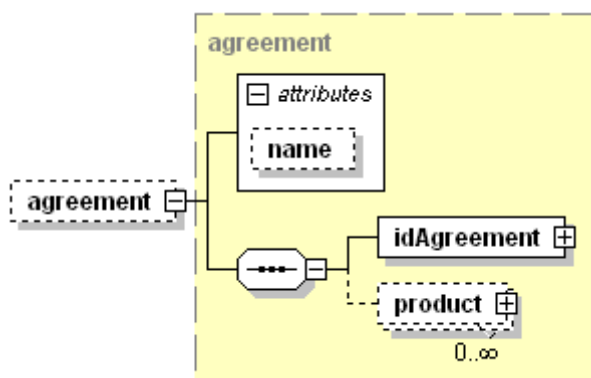 agreement
attributes
name
agreement
idAgreement
product
0..∞